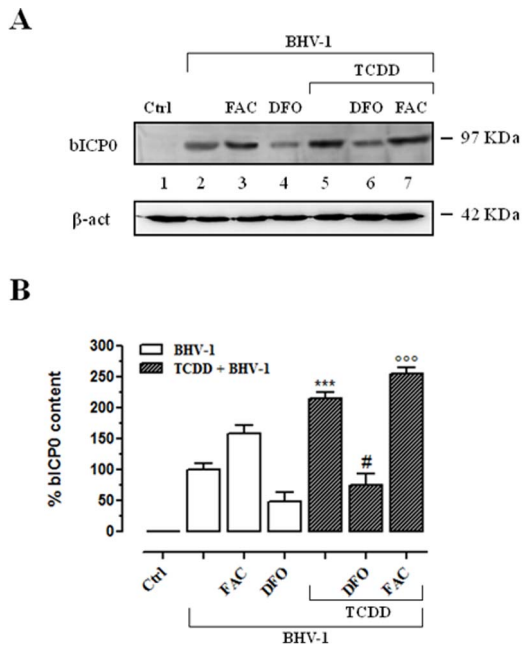 A
BHV-1
TCDD
Ctrl FAC DFO DFO FAC
bICP0 97 KDa
1 2 3 4 5 6 7
β-act 42 KDa
B
BHV-1
TCDD + BHV-1
% bICP0 content
300
250
200
150
100
50
0
*** # °°°
Ctrl FAC DFO DFO FAC
TCDD
BHV-1